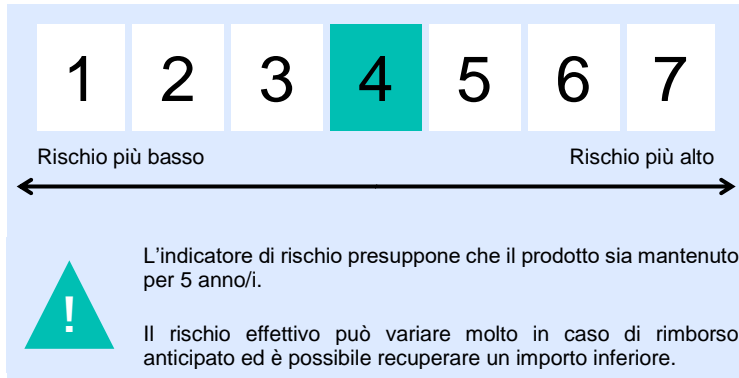 1 2 3 4 5 6 7
Rischio più basso Rischio più alto
L'indicatore di rischio presuppone che il prodotto sia mantenuto
per 5 anno/i.
!
Il rischio effettivo può variare molto in caso di rimborso
anticipato ed è possibile recuperare un importo inferiore.